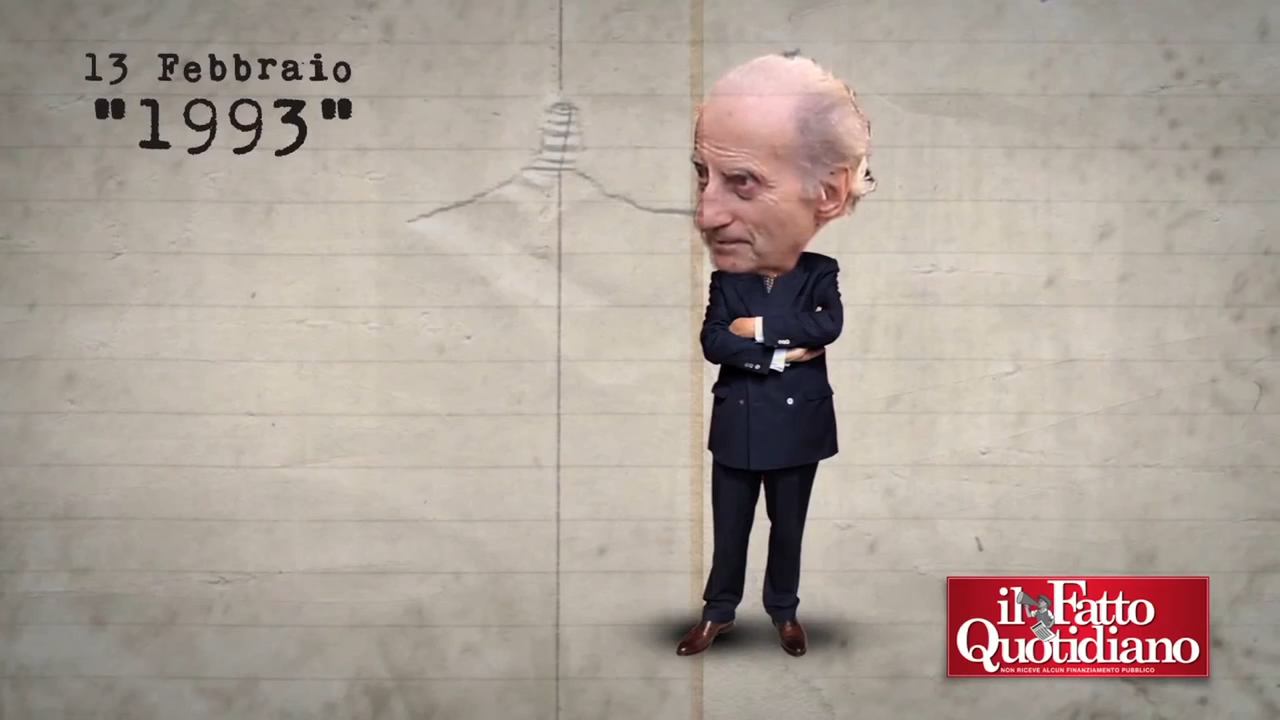 13 Febbraio
"1993"
il Fatto
Quotidiano
NON RICEVE ALCUN FINANZIAMENTO PUBBLICO